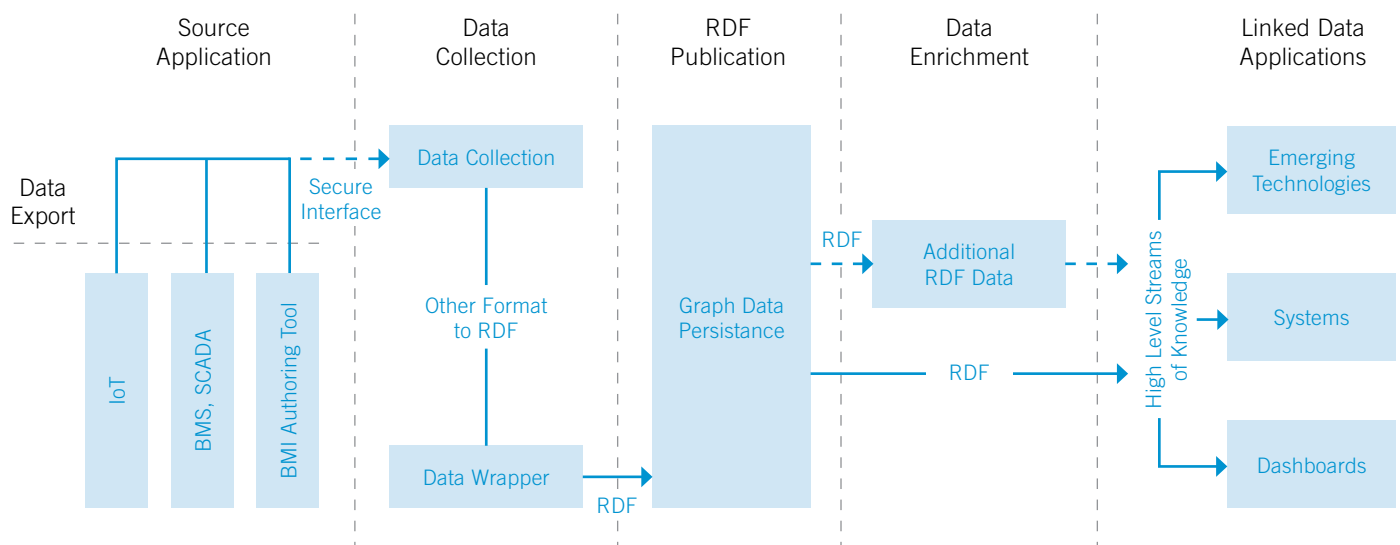 Source
Application
Data
Collection
RDF
Publication
Data
Enrichment
Linked Data
Applications
Data
Export
Secure
Interface
IoT
BMS, SCADA
BMI Authoring Tool
Data Collection
Other Format
to RDF
Data Wrapper
RDF
Graph Data
Persistance
RDF
Additional
RDF Data
RDF
High Level Streams
of Knowledge
Emerging
Technologies
Systems
Dashboards